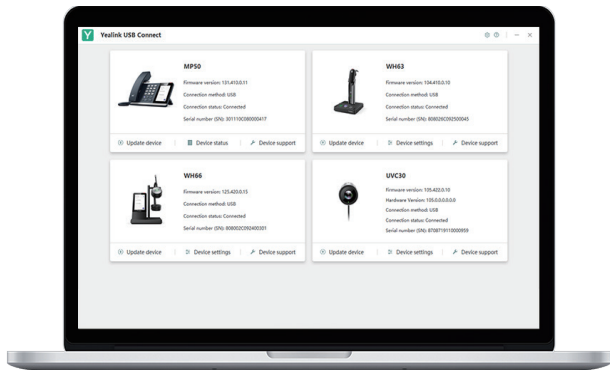 Yealink USB Connect
MP50
Firmware version: 131.410.0.11
Connection method: USB
Connection status: Connected
Serial number (SN): 301110C080000417
Update device
Device status
Device support
WH63
Firmware version: 104.410.0.10
Connection method: USB
Connection status: Connected
Serial number (SN): 808026C092500045
Update device
Device settings
Device support
WH66
Firmware version: 125.420.0.15
Connection method: USB
Connection status: Connected
Serial number (SN): 808002C092400301
Update device
Device settings
Device support
UVC30
Firmware version: 105.420.0.10
Hardware Version: 105.0.0.0.0.0.0
Connection method: USB
Connection status: Connected
Serial number (SN): 8708719110000959
Update device
Device settings
Device support